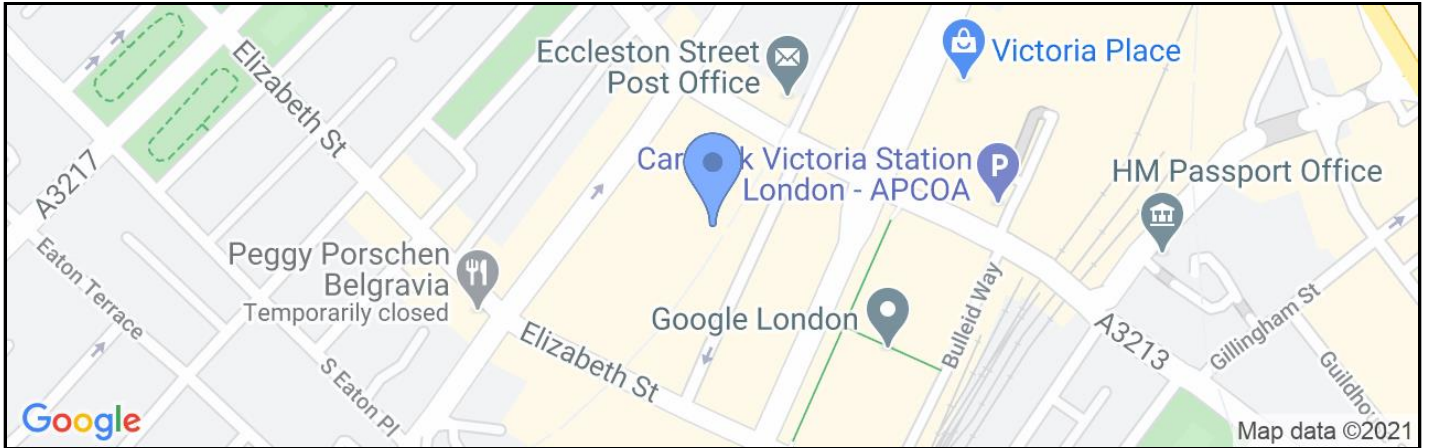 Eccleston Street
Post Office
Victoria Place
Elizabeth St
A3217
Victoria Station
P
London - APCOA
HM Passport Office
Peggy Porschen
Belgravia
Temporarily closed
Eaton Terrace
Google London
Bulleid Way
A3213
Gillingham St
Elizabeth St
S Eaton Pl
Google
Map data ©2021